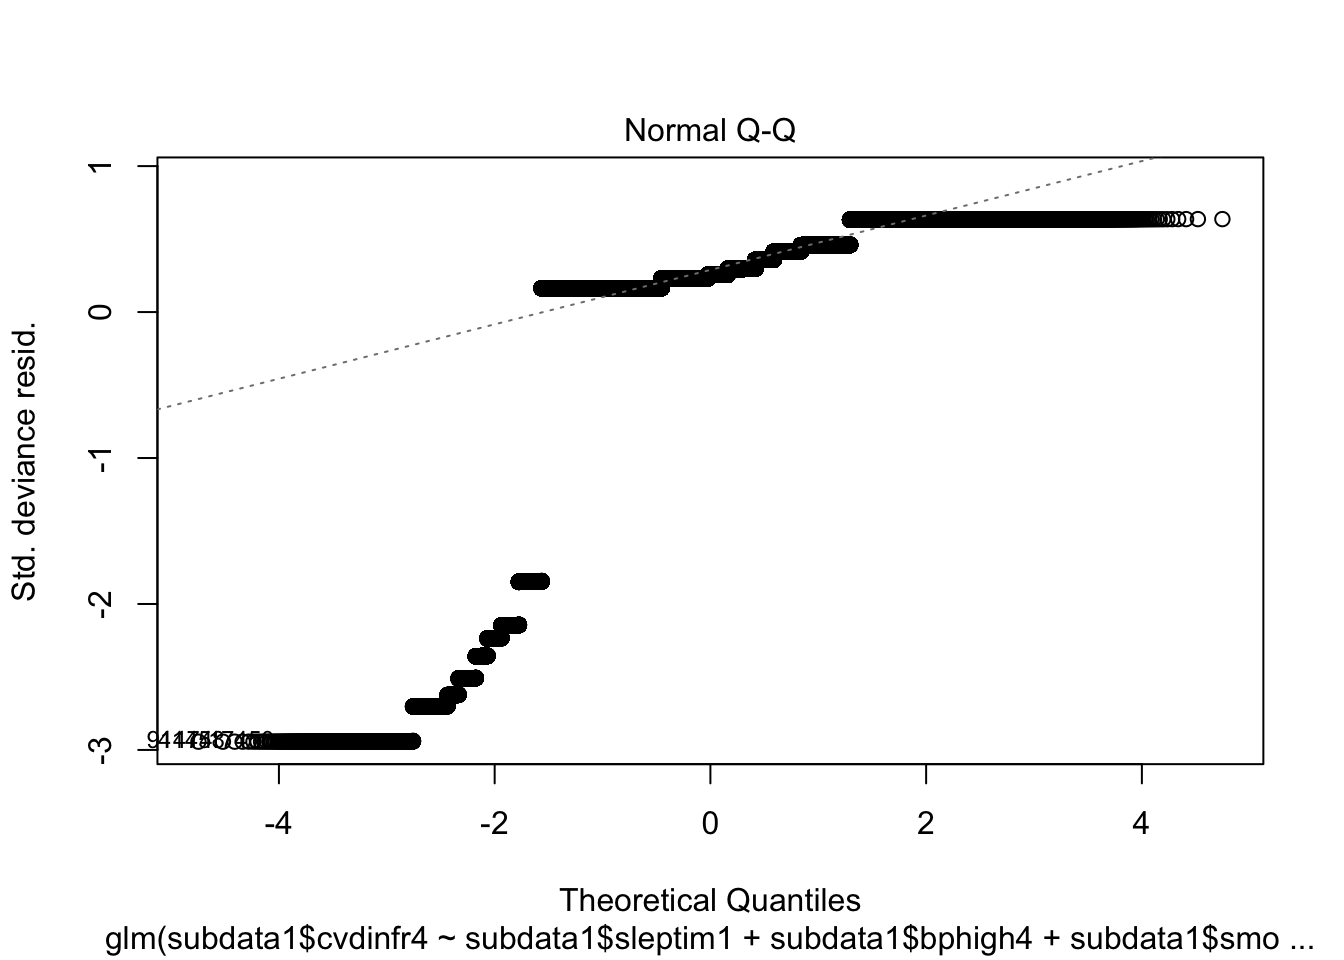 Normal Q-Q
Std. deviance resid.
1
0
-1
-2
-3
-4
-2
0
2
4
Theoretical Quantiles
glm(subdata1$cvdinfr4 ~ subdata1$sleptim1 + subdata1$bphigh4 + subdata1$smo ...